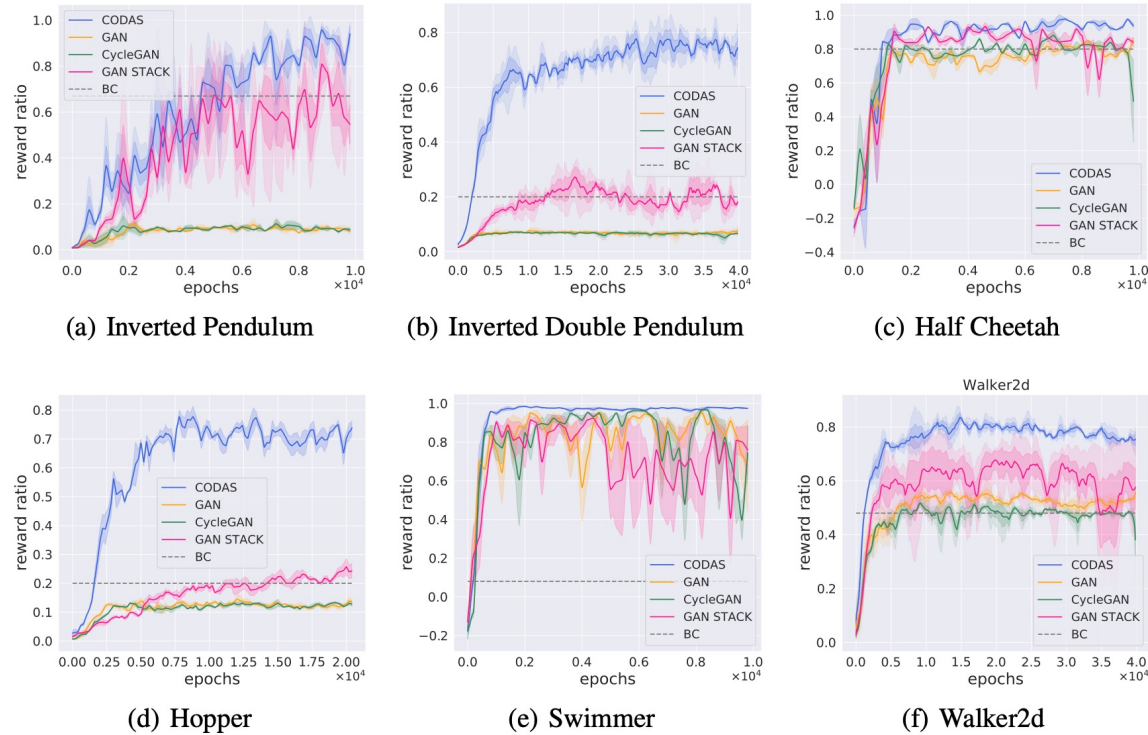 CODAS
GAN
CycleGAN
GAN STACK
BC
reward ratio
1.0
0.8
0.6
0.4
0.2
0.0
0.0 0.2 0.4 0.6 0.8 1.0
epochs
×10⁴
(a) Inverted Pendulum
CODAS
GAN
CycleGAN
GAN STACK
BC
reward ratio
0.8
0.6
0.4
0.2
0.0
0.0 0.5 1.0 1.5 2.0 2.5 3.0 3.5 4.0
epochs
×10⁴
(b) Inverted Double Pendulum
CODAS
GAN
CycleGAN
GAN STACK
BC
reward ratio
1.0
0.8
0.6
0.4
0.2
0.0
−0.2
−0.4
0.0 0.2 0.4 0.6 0.8 1.0
epochs
×10⁴
(c) Half Cheetah
CODAS
GAN
CycleGAN
GAN STACK
BC
reward ratio
0.8
0.7
0.6
0.5
0.4
0.3
0.2
0.1
0.0
0.00 0.25 0.50 0.75 1.00 1.25 1.50 1.75 2.00
epochs
×10⁴
(d) Hopper
CODAS
GAN
CycleGAN
GAN STACK
BC
reward ratio
1.0
0.8
0.6
0.4
0.2
0.0
−0.2
0.0 0.2 0.4 0.6 0.8 1.0
epochs
×10⁴
(e) Swimmer
Walker2d
CODAS
GAN
CycleGAN
GAN STACK
BC
reward ratio
0.8
0.6
0.4
0.2
0.0
0.0 0.5 1.0 1.5 2.0 2.5 3.0 3.5 4.0
epochs
×10⁴
(f) Walker2d